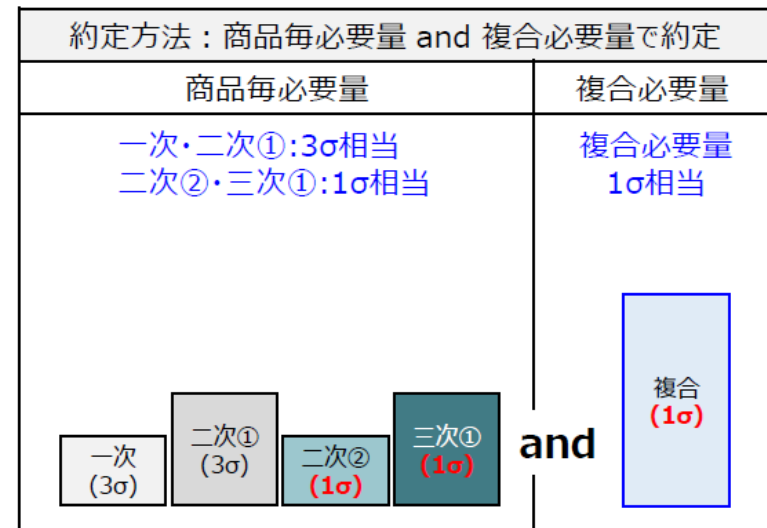 約定方法：商品毎必要量 and 複合必要量で約定
商品毎必要量
複合必要量
一次・二次①:3σ相当
二次②・三次①:1σ相当
複合必要量
1σ相当
一次
(3σ)
二次①
(3σ)
二次②
(1σ)
三次①
(1σ)
and
複合
(1σ)